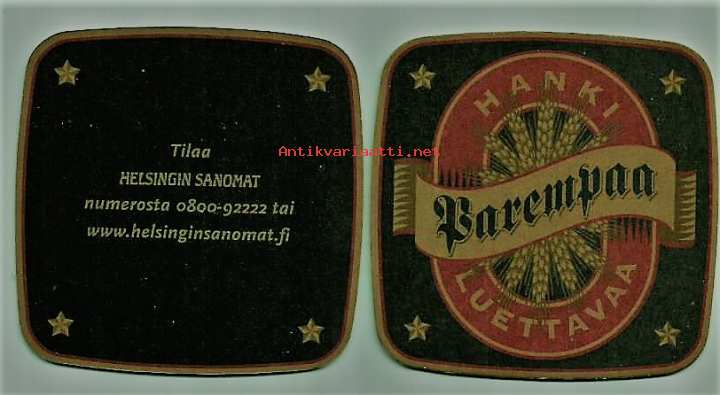 Tilaa
HELSINGIN SANOMAT
numerosta 0800-92222 tai
www.helsinginsanomat.fi
HANKI
Parempaa
LUETTAVAA
Antikvariaatti.net